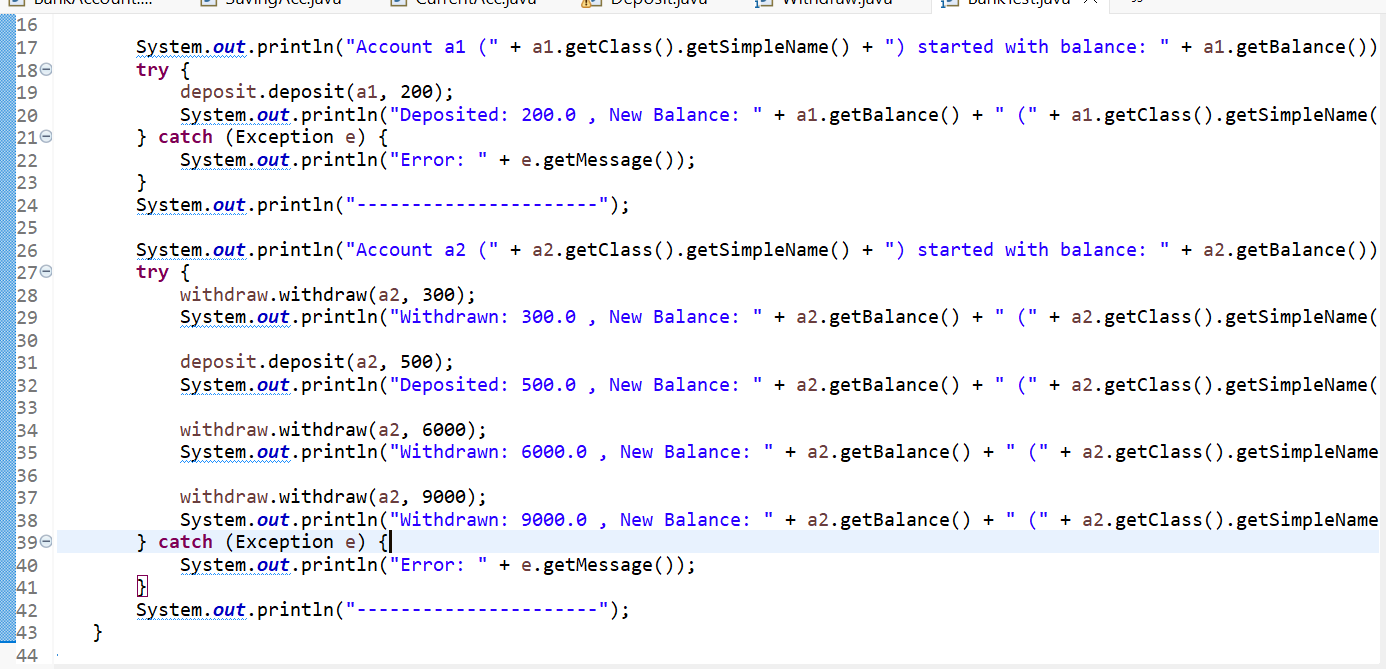 BankAccount.... SavingAcc.java CurrentAcc.java Deposit.java Withdraw.java BankTest.java
16
17 System.out.println("Account a1 (" + a1.getClass().getSimpleName() + ") started with balance: " + a1.getBalance())
18 try {
19 deposit.deposit(a1, 200);
20 System.out.println("Deposited: 200.0 , New Balance: " + a1.getBalance() + " (" + a1.getClass().getSimpleName(
21 } catch (Exception e) {
22 System.out.println("Error: " + e.getMessage());
23 }
24 System.out.println("----------------------");
25
26 System.out.println("Account a2 (" + a2.getClass().getSimpleName() + ") started with balance: " + a2.getBalance())
27 try {
28 withdraw.withdraw(a2, 300);
29 System.out.println("Withdrawn: 300.0 , New Balance: " + a2.getBalance() + " (" + a2.getClass().getSimpleName(
30
31 deposit.deposit(a2, 500);
32 System.out.println("Deposited: 500.0 , New Balance: " + a2.getBalance() + " (" + a2.getClass().getSimpleName(
33
34 withdraw.withdraw(a2, 6000);
35 System.out.println("Withdrawn: 6000.0 , New Balance: " + a2.getBalance() + " (" + a2.getClass().getSimpleName
36
37 withdraw.withdraw(a2, 9000);
38 System.out.println("Withdrawn: 9000.0 , New Balance: " + a2.getBalance() + " (" + a2.getClass().getSimpleName
39 } catch (Exception e) {
40 System.out.println("Error: " + e.getMessage());
41 }
42 System.out.println("----------------------");
43 }
44